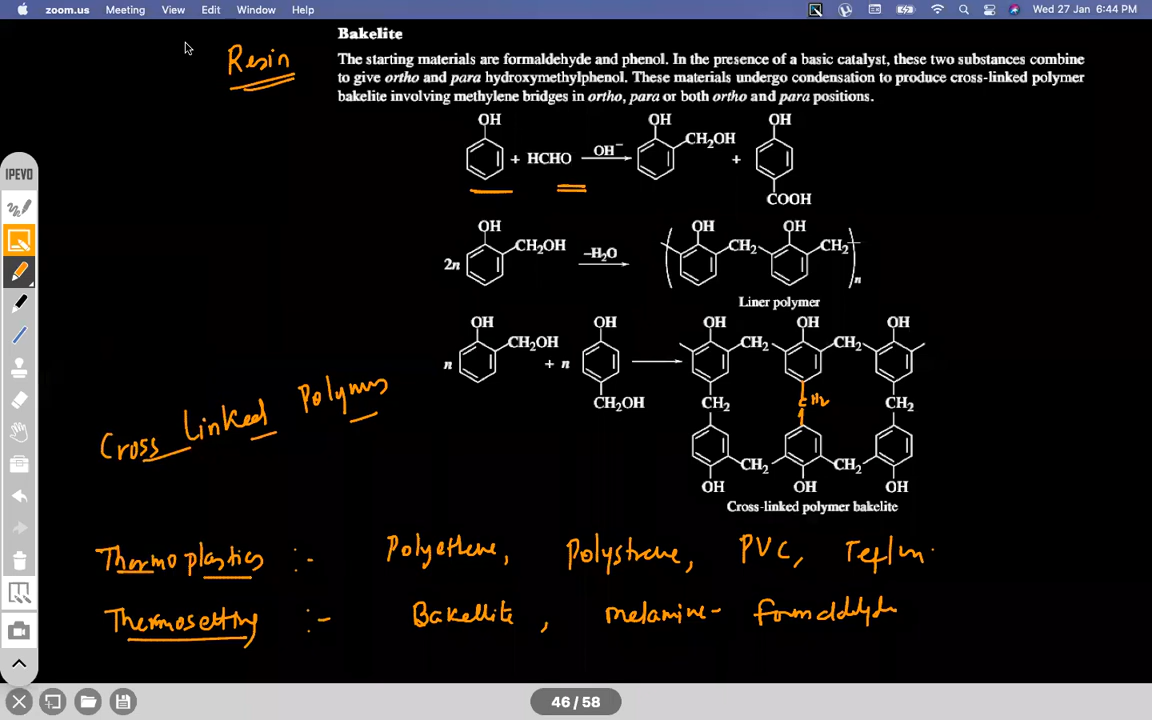 zoom.us Meeting View Edit Window Help Wed 27 Jan 6:44 PM
Bakelite
Resin
The starting materials are formaldehyde and phenol. In the presence of a basic catalyst, these two substances combine
to give ortho and para hydroxymethylphenol. These materials undergo condensation to produce cross-linked polymer
bakelite involving methylene bridges in ortho, para or both ortho and para positions.
OH OH OH
+ HCHO OH⁻ CH₂OH +
COOH
IPEVO
OH OH OH
2n CH₂OH –H₂O CH₂ CH₂ n
Liner polymer
OH OH OH OH OH
n CH₂OH + n CH₂ CH₂
CH₂OH CH₂ CH₂ CH₂
CH₂ CH₂
OH OH OH
Cross-linked polymer bakelite
Cross Linked Polymers
Thermoplastics :- Polyethene, Polystrene, PVC, Teflon
Thermosetting :- Bakellite, melamine- formaldelyde
46 / 58